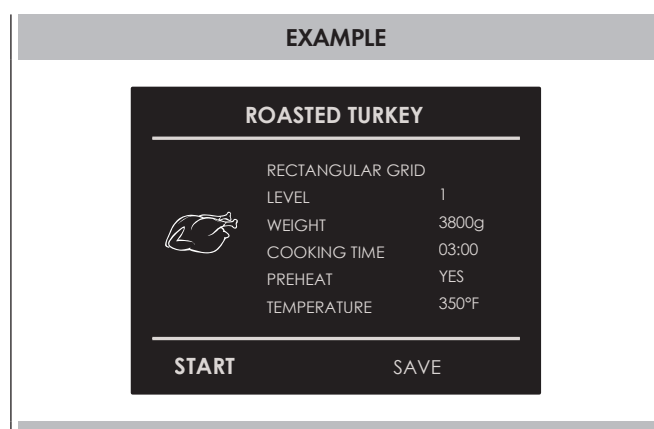 EXAMPLE
ROASTED TURKEY
RECTANGULAR GRID
LEVEL 1
WEIGHT 3800g
COOKING TIME 03:00
PREHEAT YES
TEMPERATURE 350°F
START SAVE